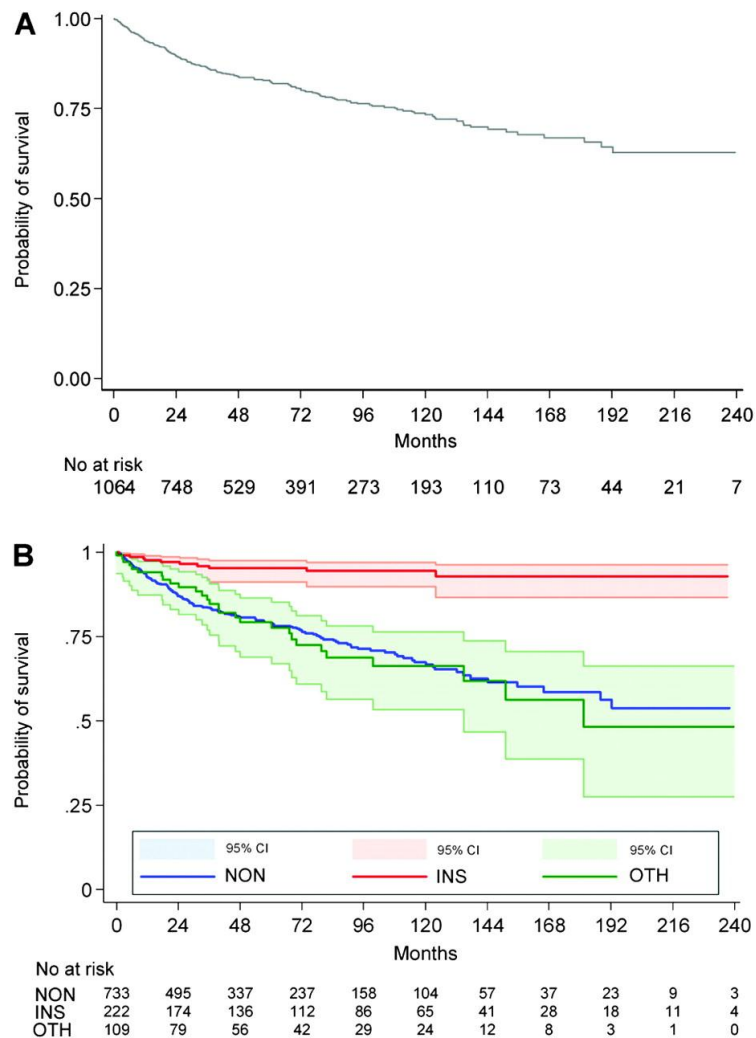 A
1.00
0.75
0.50
0.25
0.00
Probability of survival
0 24 48 72 96 120 144 168 192 216 240
Months
No at risk
1064 748 529 391 273 193 110 73 44 21 7
B
1
.75
.5
.25
0
Probability of survival
95% CI 95% CI 95% CI
NON INS OTH
0 24 48 72 96 120 144 168 192 216 240
Months
No at risk
NON 733 495 337 237 158 104 57 37 23 9 3
INS 222 174 136 112 86 65 41 28 18 11 4
OTH 109 79 56 42 29 24 12 8 3 1 0